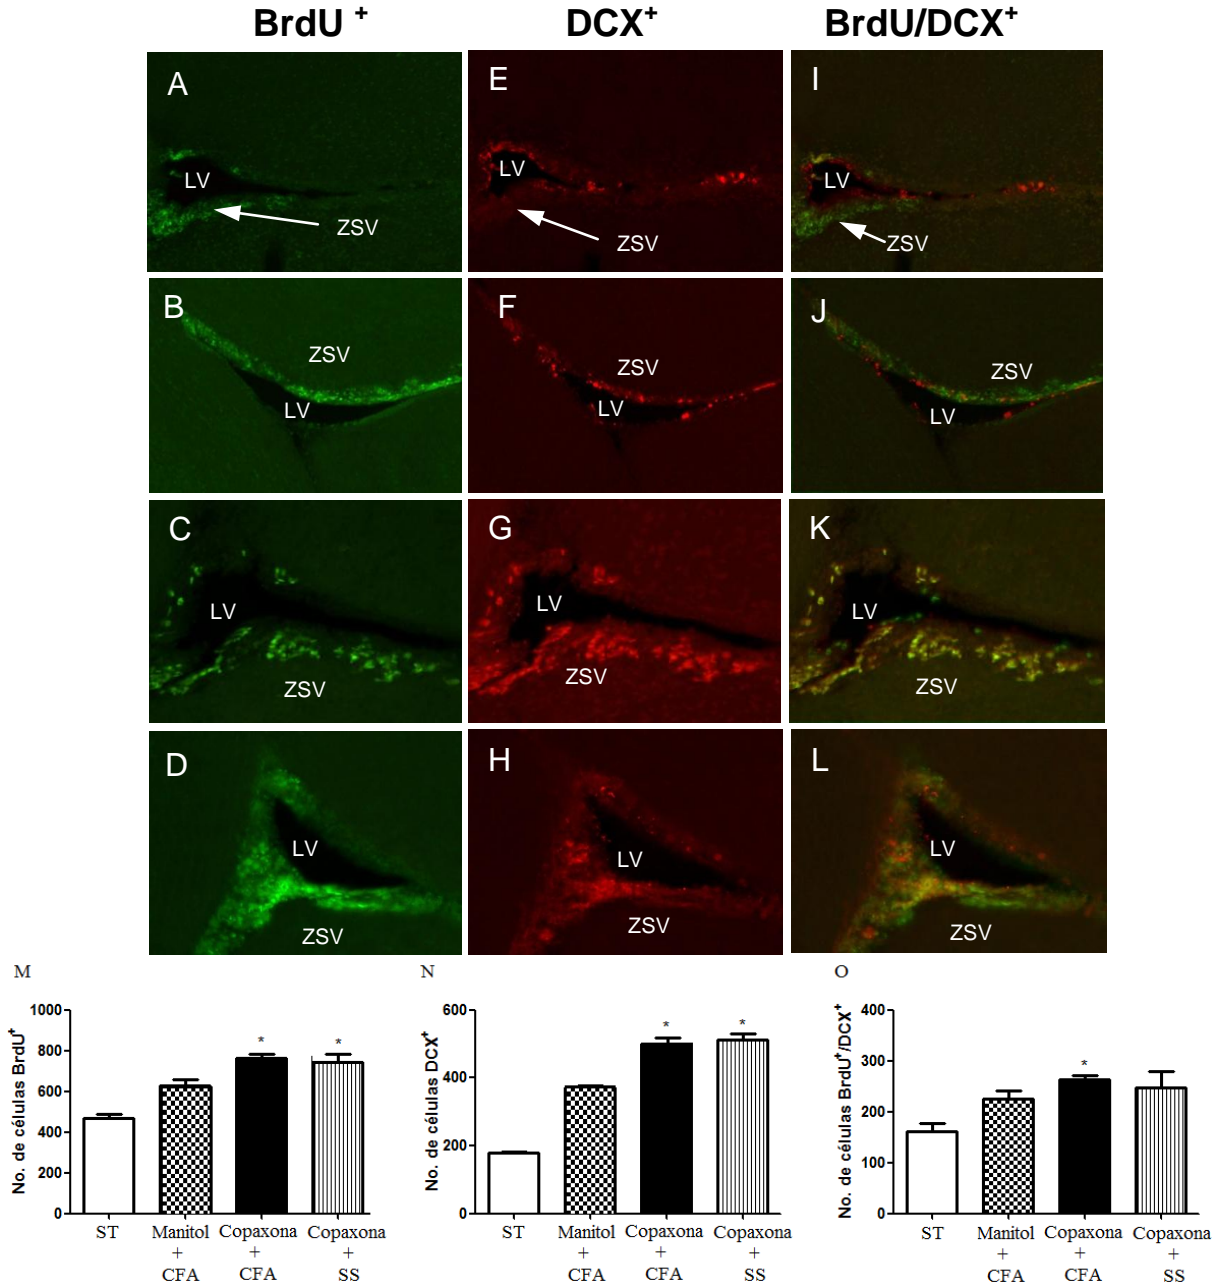 BrdU +
DCX+
BrdU/DCX+
A
LV
ZSV
E
LV
ZSV
I
LV
ZSV
B
ZSV
LV
F
ZSV
LV
J
ZSV
LV
C
LV
ZSV
G
LV
ZSV
K
LV
ZSV
D
LV
ZSV
H
LV
L
LV
ZSV
M
No. de células BrdU+
1000
800
600
400
200
0
*
*
ST
Manitol + CFA
Copaxona + CFA
Copaxona + SS
N
No. de células DCX+
600
400
200
0
*
*
ST
Manitol + CFA
Copaxona + CFA
Copaxona + SS
O
No. de células BrdU+/DCX+
400
300
200
100
0
*
ST
Manitol + CFA
Copaxona + CFA
Copaxona + SS